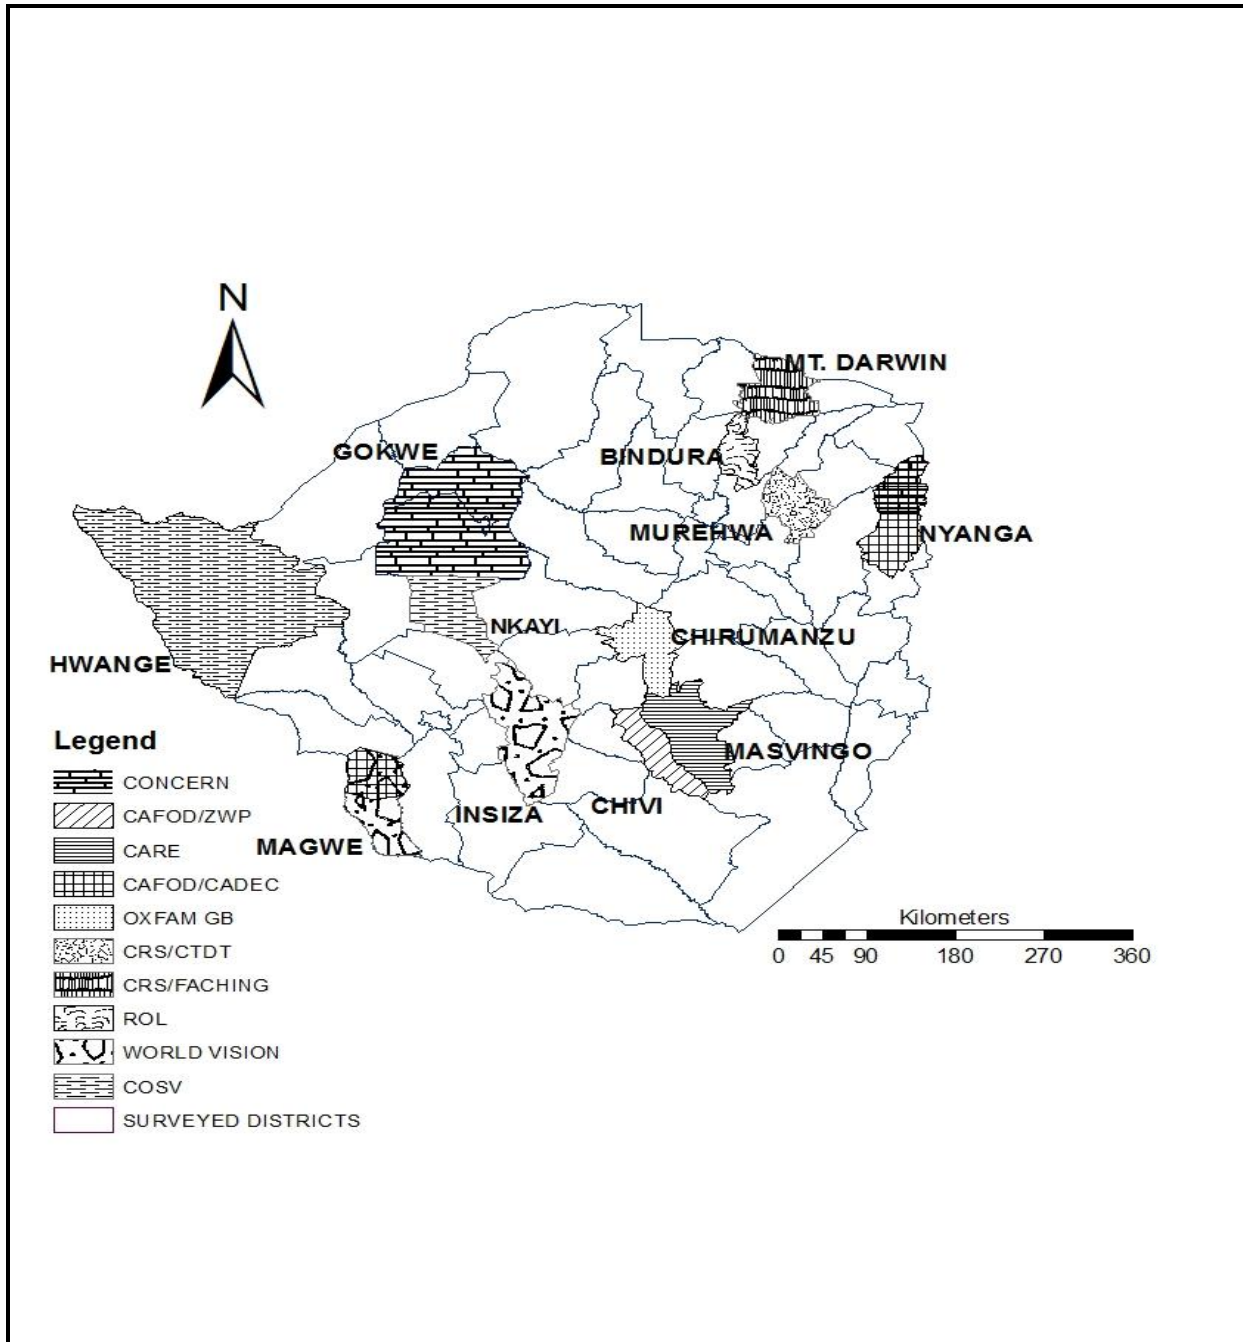 N
MT. DARWIN
GOKWE
BINDURA
MUREHWA
NYANGA
NKAYI
CHIRUMANZU
HWANGE
MASVINGO
CHIVI
INSIZA
MAGWE
Legend
CONCERN
CAFOD/ZWP
CARE
CAFOD/CADEC
OXFAM GB
CRS/CTDT
CRS/FACHING
ROL
WORLD VISION
COSV
SURVEYED DISTRICTS
Kilometers
0 45 90 180 270 360